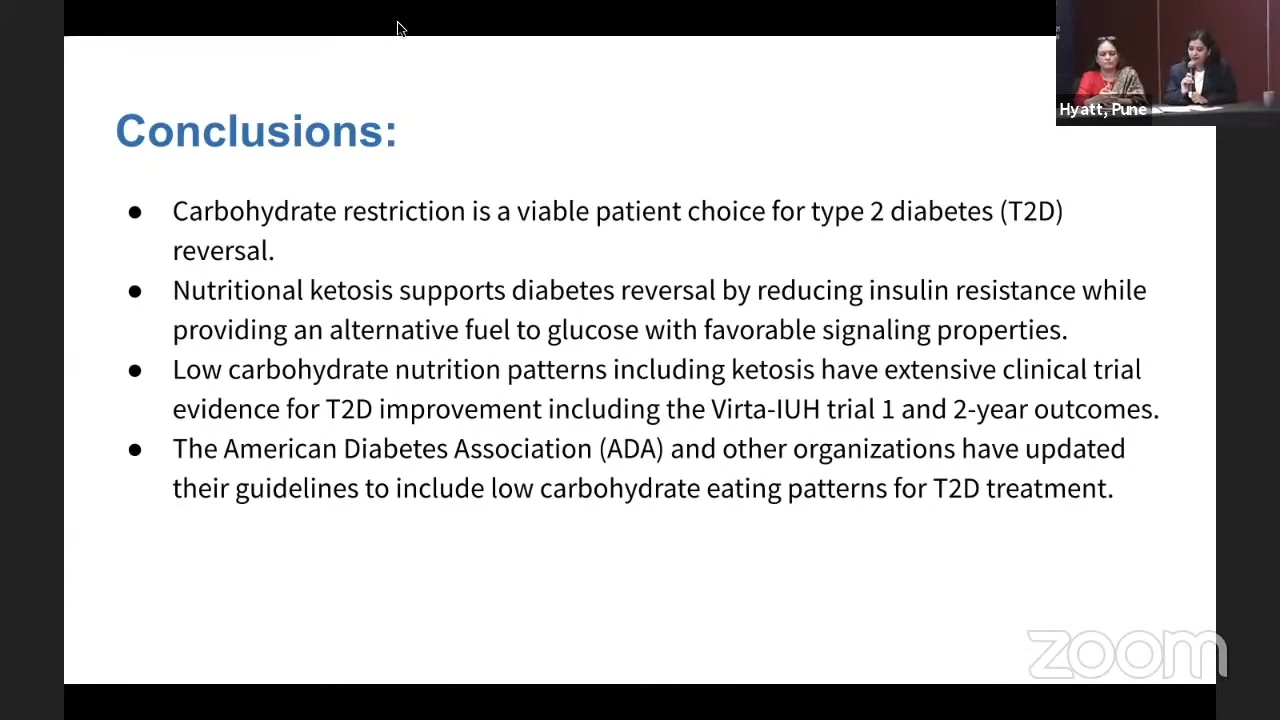 Conclusions:
Hyatt, Pune
● Carbohydrate restriction is a viable patient choice for type 2 diabetes (T2D)
reversal.
● Nutritional ketosis supports diabetes reversal by reducing insulin resistance while
providing an alternative fuel to glucose with favorable signaling properties.
● Low carbohydrate nutrition patterns including ketosis have extensive clinical trial
evidence for T2D improvement including the Virta-IUH trial 1 and 2-year outcomes.
● The American Diabetes Association (ADA) and other organizations have updated
their guidelines to include low carbohydrate eating patterns for T2D treatment.
zoom